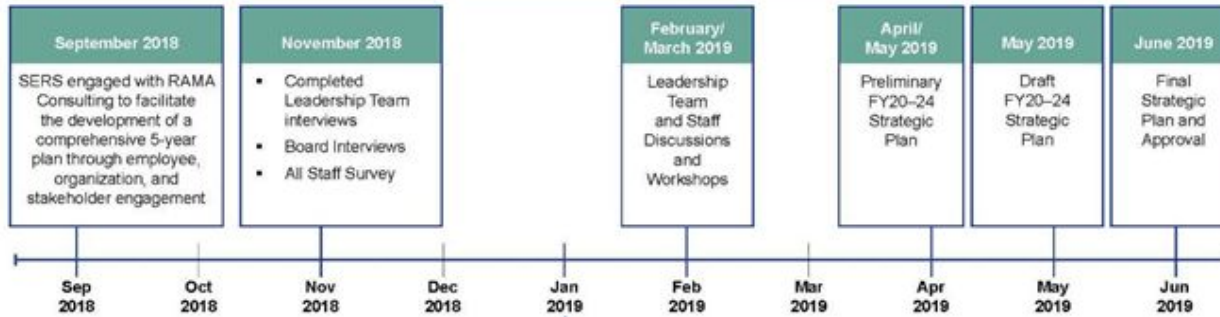 September 2018
SERS engaged with RAMA
Consulting to facilitate
the development of a
comprehensive 5-year
plan through employee,
organization, and
stakeholder engagement
November 2018
▪ Completed
Leadership Team
interviews
▪ Board Interviews
▪ All Staff Survey
February/
March 2019
Leadership
Team
and Staff
Discussions
and
Workshops
April/
May 2019
Preliminary
FY20–24
Strategic
Plan
May 2019
Draft
FY20–24
Strategic
Plan
June 2019
Final
Strategic
Plan and
Approval
Sep
2018
Oct
2018
Nov
2018
Dec
2018
Jan
2019
Feb
2019
Mar
2019
Apr
2019
May
2019
Jun
2019